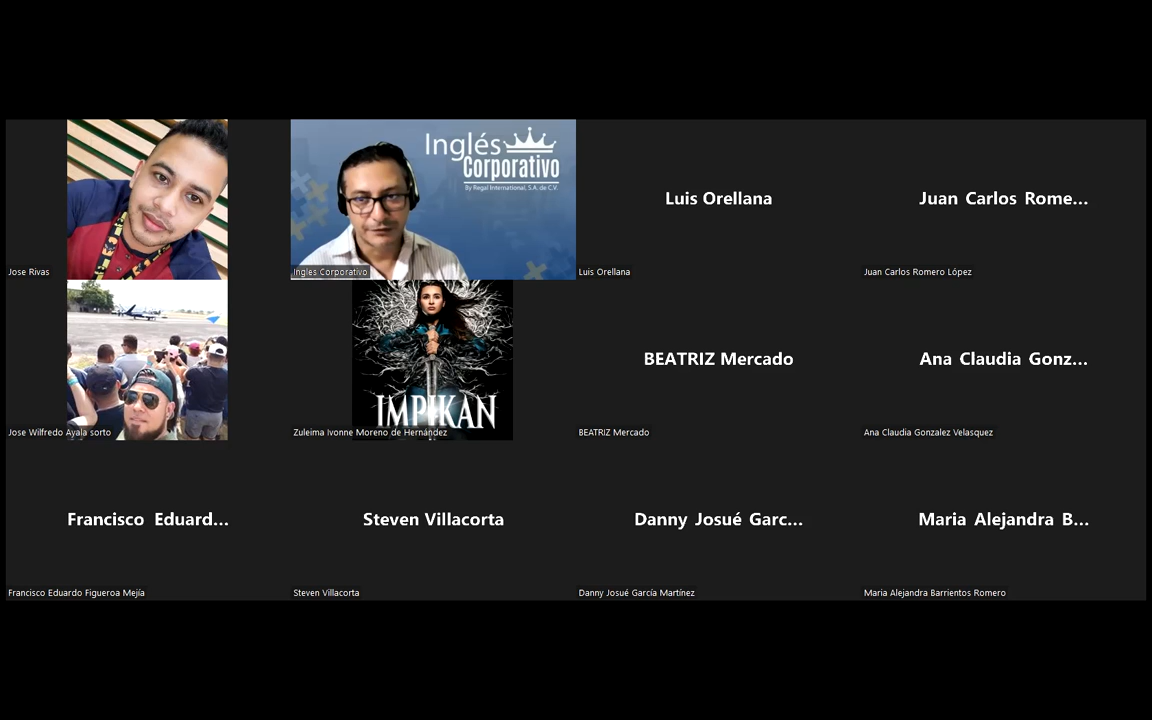 Inglés
Corporativo
By Regal International, S.A. de C.V.
Luis Orellana
Juan Carlos Rome...
Jose Rivas
Ingles Corporativo
Luis Orellana
Juan Carlos Romero López
IMPIKAN
BEATRIZ Mercado
Ana Claudia Gonz...
Jose Wilfredo Ayala sorto
Zuleima Ivonne Moreno de Hernández
BEATRIZ Mercado
Ana Claudia Gonzalez Velasquez
Francisco Eduard...
Steven Villacorta
Danny Josué Garc...
Maria Alejandra B...
Francisco Eduardo Figueroa Mejía
Steven Villacorta
Danny Josué García Martínez
Maria Alejandra Barrientos Romero